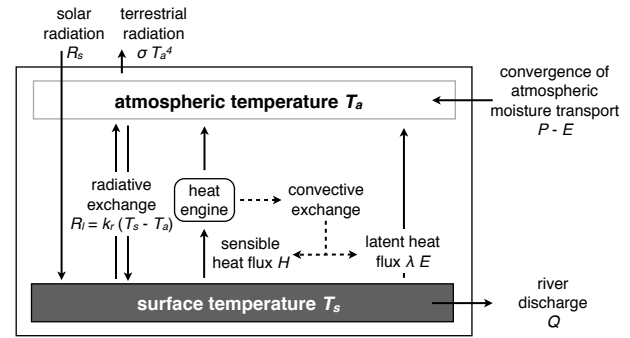 solar
radiation
Rs
terrestrial
radiation
σ Ta⁴
convergence of
atmospheric
moisture transport
P - E
atmospheric temperature Ta
radiative
exchange
Rl = kr (Ts - Ta)
heat
engine
convective
exchange
sensible
heat flux H
latent heat
flux λ E
surface temperature Ts
river
discharge
Q